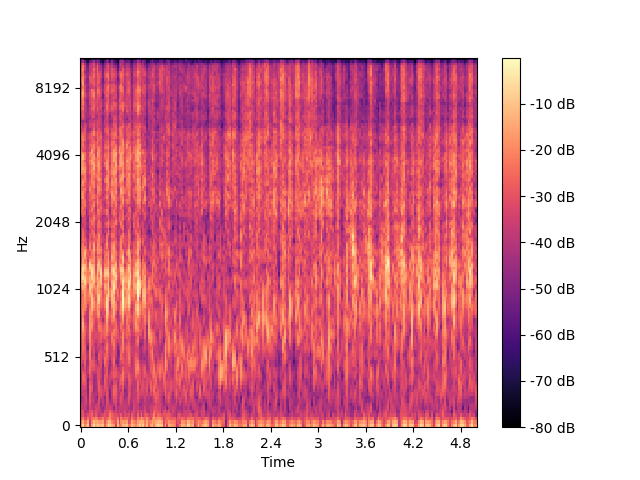 8192
4096
2048
1024
512
0
Hz
0 0.6 1.2 1.8 2.4 3 3.6 4.2 4.8
Time
-10 dB
-20 dB
-30 dB
-40 dB
-50 dB
-60 dB
-70 dB
-80 dB